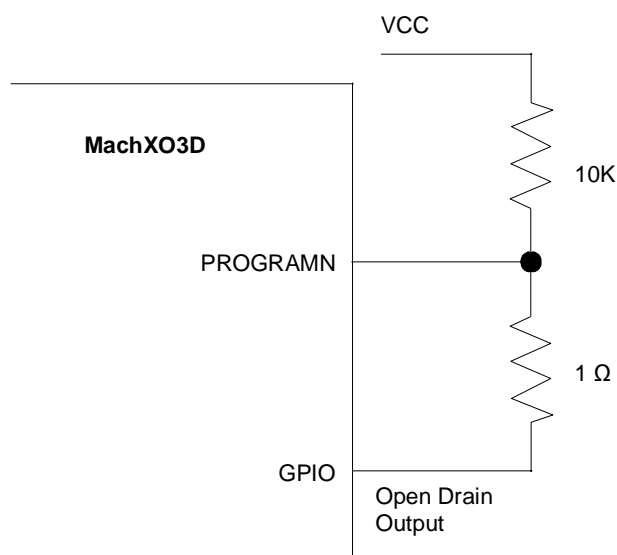 VCC
MachXO3D
10K
PROGRAMN
1 Ω
GPIO
Open Drain
Output